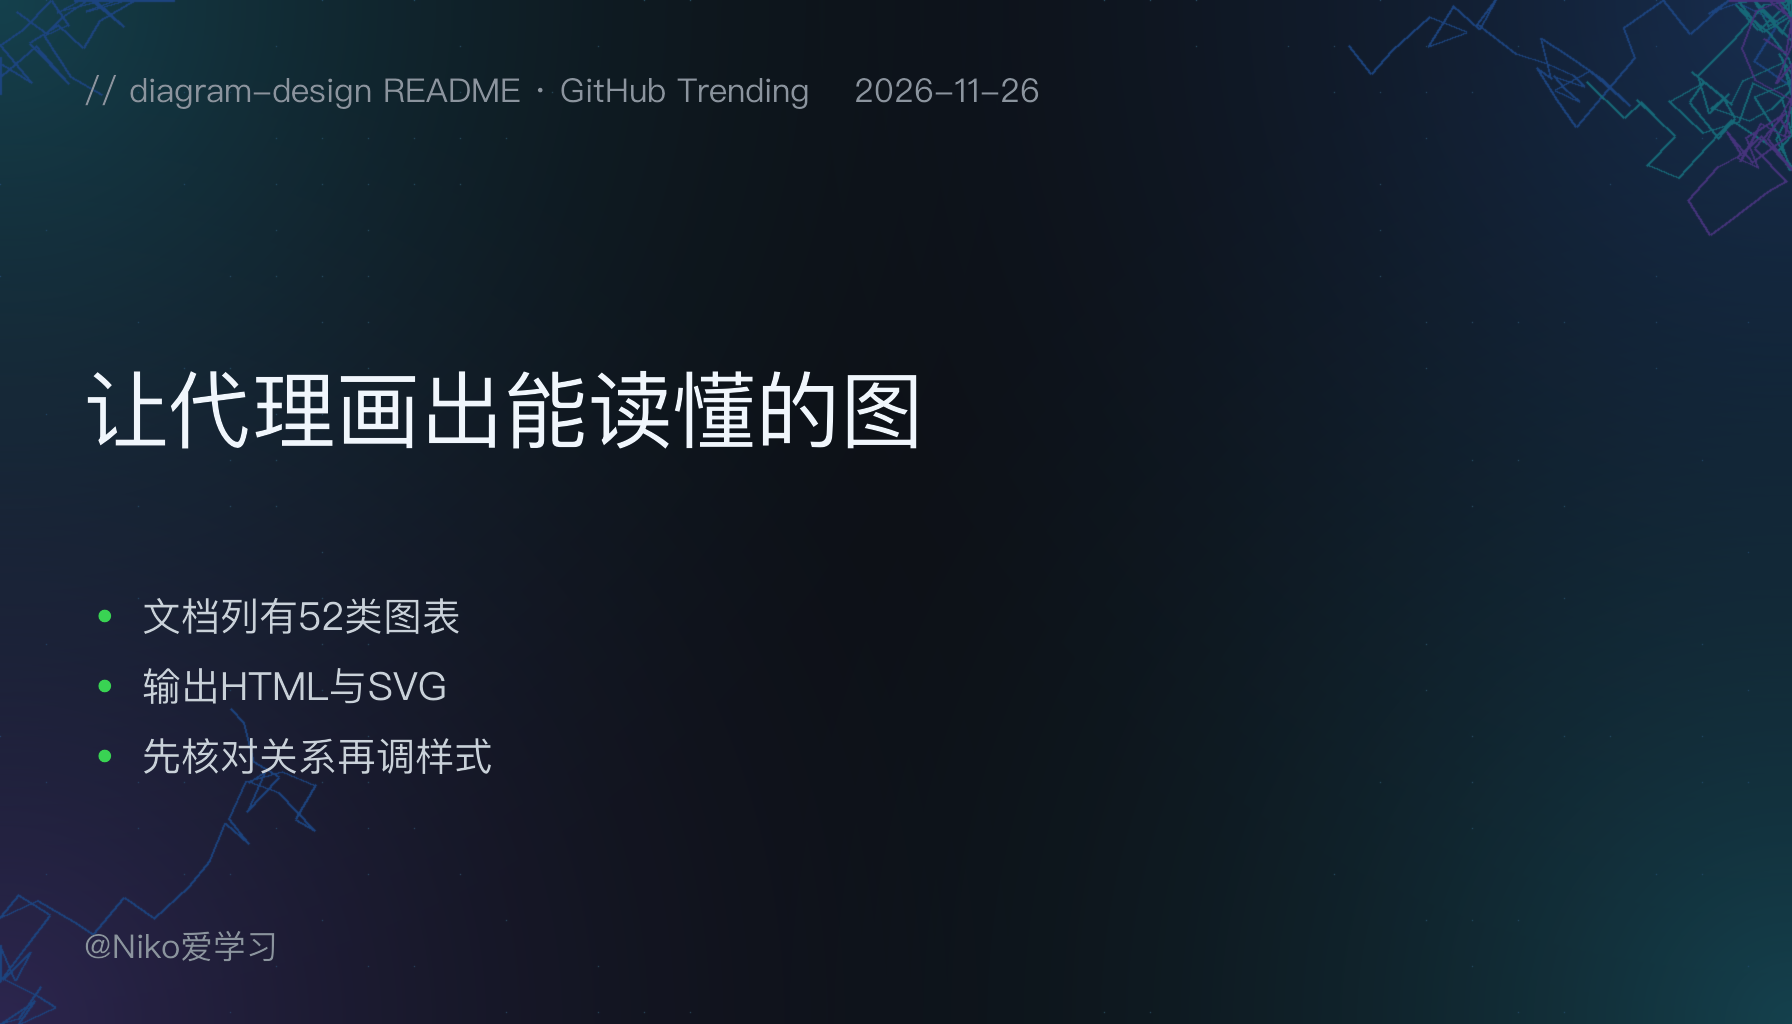 // diagram-design README · GitHub Trending 2026-11-26
让代理画出能读懂的图
• 文档列有52类图表
• 输出HTML与SVG
• 先核对关系再调样式
@Niko爱学习